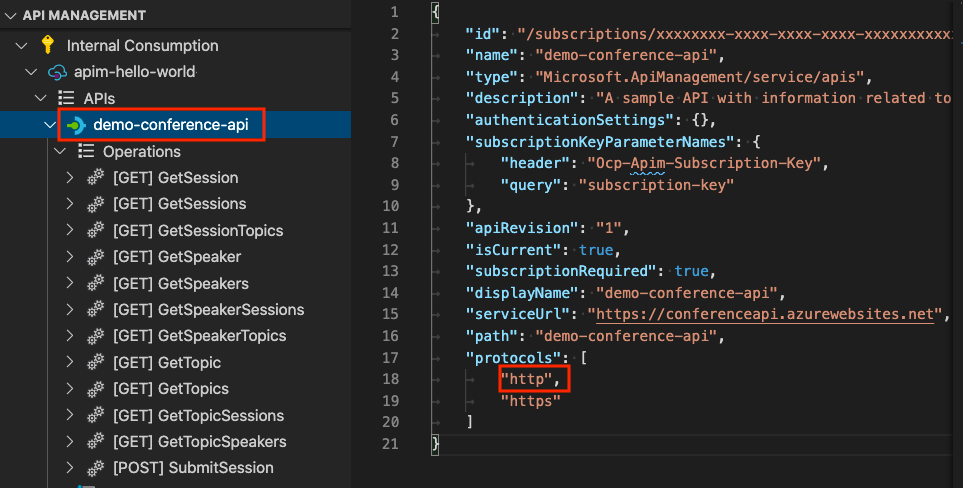 API MANAGEMENT
Internal Consumption
apim-hello-world
APIs
demo-conference-api
Operations
[GET] GetSession
[GET] GetSessions
[GET] GetSessionTopics
[GET] GetSpeaker
[GET] GetSpeakers
[GET] GetSpeakerSessions
[GET] GetSpeakerTopics
[GET] GetTopic
[GET] GetTopics
[GET] GetTopicSessions
[GET] GetTopicSpeakers
[POST] SubmitSession
1 {
2 "id": "/subscriptions/xxxxxxxx-xxxx-xxxx-xxxx-xxxxxxxxxxx
3 "name": "demo-conference-api",
4 "type": "Microsoft.ApiManagement/service/apis",
5 "description": "A sample API with information related to
6 "authenticationSettings": {},
7 "subscriptionKeyParameterNames": {
8 "header": "Ocp-Apim-Subscription-Key",
9 "query": "subscription-key"
10 },
11 "apiRevision": "1",
12 "isCurrent": true,
13 "subscriptionRequired": true,
14 "displayName": "demo-conference-api",
15 "serviceUrl": "https://conferenceapi.azurewebsites.net",
16 "path": "demo-conference-api",
17 "protocols": [
18 "http",
19 "https"
20 ]
21 }